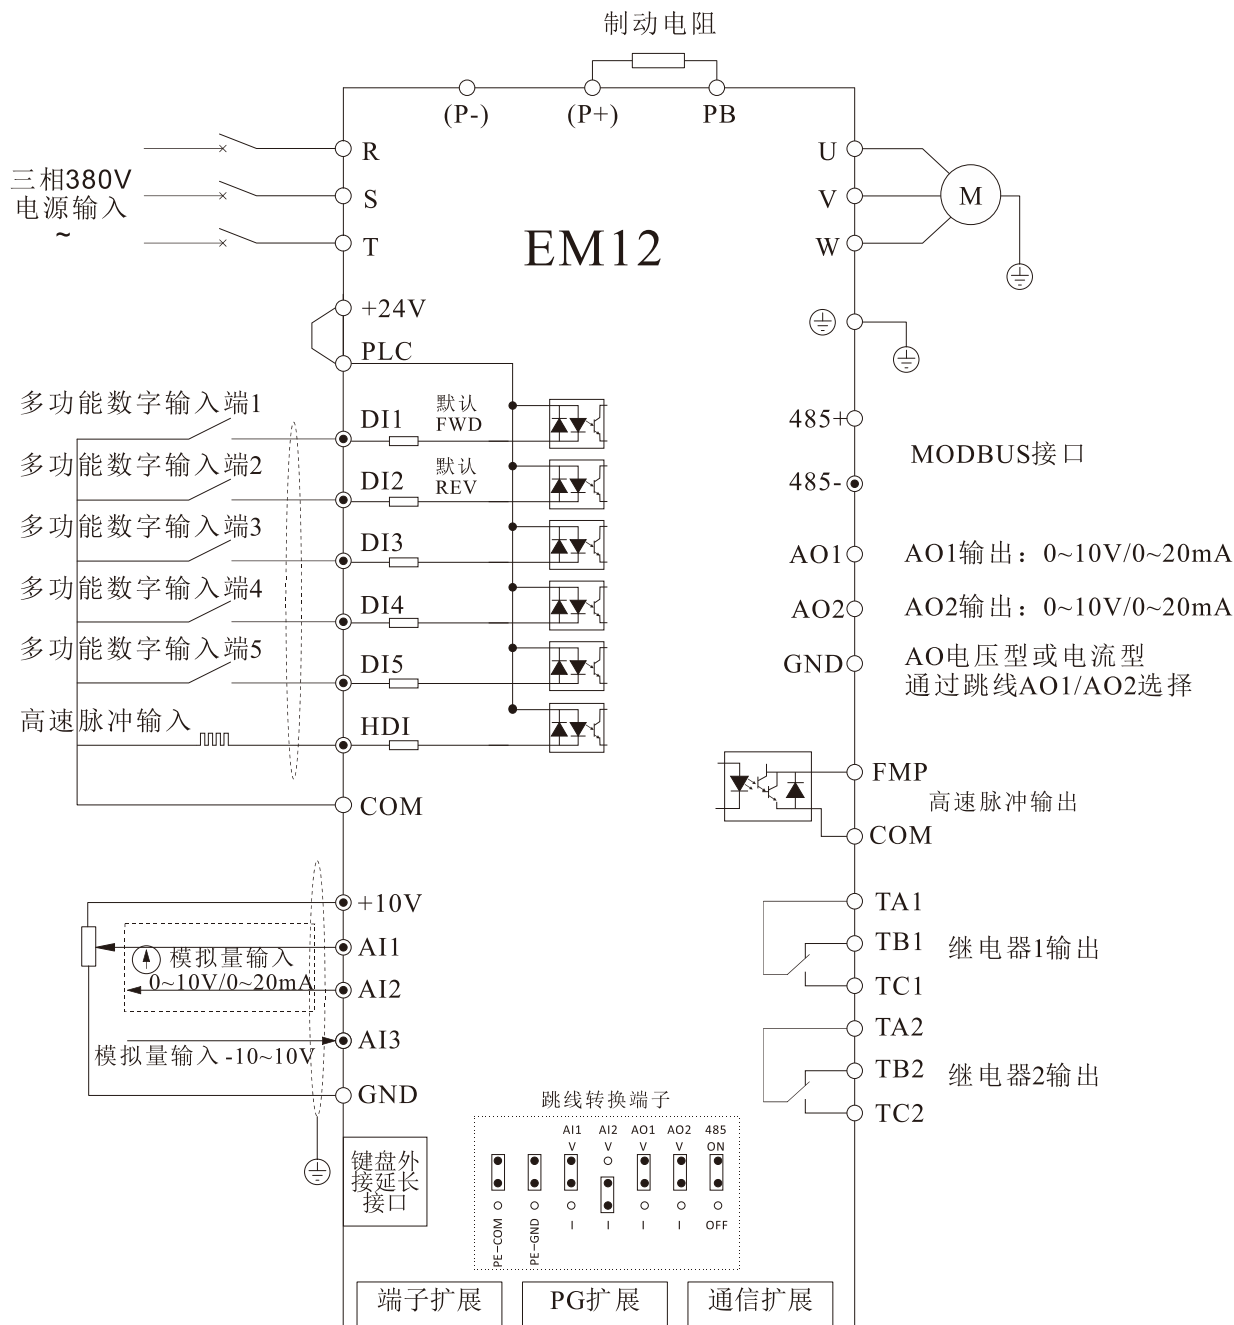 制动电阻
(P-)
(P+)
PB
R
S
T
三相380V
电源输入
~
U
V
W
M
EM12
+24V
PLC
多功能数字输入端1
DI1
默认
FWD
多功能数字输入端2
DI2
默认
REV
多功能数字输入端3
DI3
多功能数字输入端4
DI4
多功能数字输入端5
DI5
高速脉冲输入
HDI
COM
485+
485-
MODBUS接口
AO1
AO1输出：0~10V/0~20mA
AO2
AO2输出：0~10V/0~20mA
GND
AO电压型或电流型
通过跳线AO1/AO2选择
FMP
高速脉冲输出
COM
+10V
AI1
模拟量输入
0~10V/0~20mA
AI2
AI3
模拟量输入 -10~10V
GND
TA1
TB1
继电器1输出
TC1
TA2
TB2
继电器2输出
TC2
跳线转换端子
AI1 AI2 AO1 AO2 485
V V V V ON
I I I I OFF
PE-COM
PE-GND
键盘外
接延长
接口
端子扩展
PG扩展
通信扩展